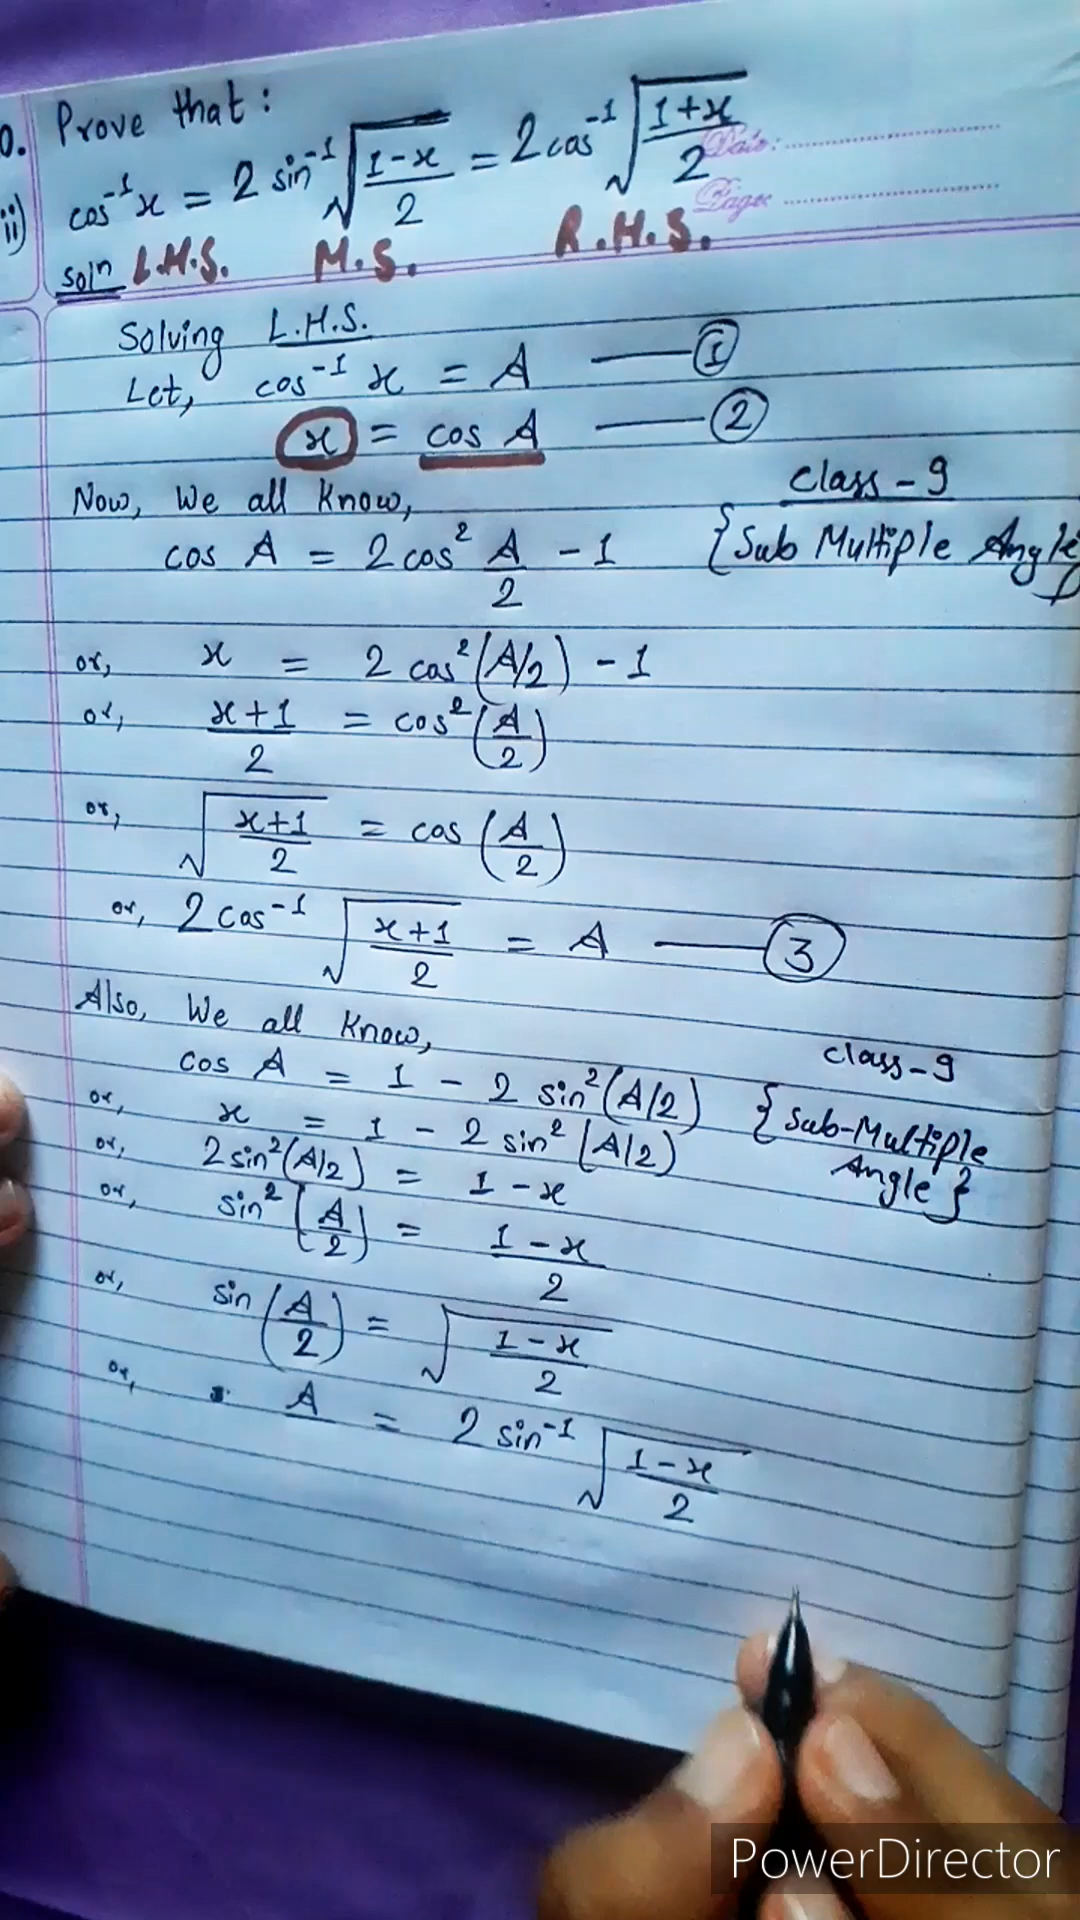 0. Prove that:
ii) cos⁻¹x = 2 sin⁻¹√((1-x)/2) = 2 cos⁻¹√((1+x)/2)
Date:
Page:
Soln L.H.S. M.S. R.H.S.
Solving L.H.S.
Let, cos⁻¹ x = A —— ①
x = cos A —— ②
Now, We all Know,
class-9
cos A = 2 cos² A/2 - 1 {Sub Multiple Angle}
or, x = 2 cos² (A/2) - 1
or, (x+1)/2 = cos² (A/2)
or, √((x+1)/2) = cos (A/2)
or, 2 cos⁻¹ √((x+1)/2) = A —— ③
Also, We all Know,
class-9
cos A = 1 - 2 sin² (A/2) {Sub-Multiple Angle}
or, x = 1 - 2 sin² (A/2)
or, 2 sin² (A/2) = 1 - x
or, sin² (A/2) = (1-x)/2
or, sin (A/2) = √((1-x)/2)
or, A = 2 sin⁻¹ √((1-x)/2)
PowerDirector